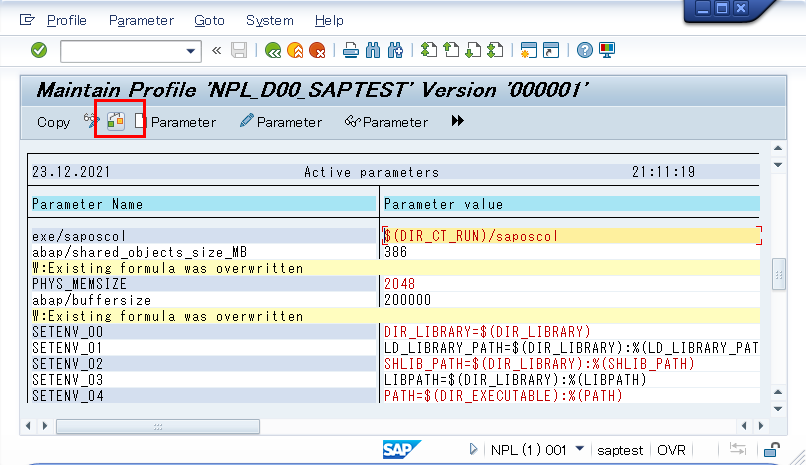 Profile Parameter Goto System Help
Maintain Profile 'NPL_D00_SAPTEST' Version '000001'
Copy Parameter Parameter Parameter
23.12.2021 Active parameters 21:11:19
Parameter Name Parameter value
exe/saposcol $(DIR_CT_RUN)/saposcol
abap/shared_objects_size_MB 386
W:Existing formula was overwritten
PHYS_MEMSIZE 2048
abap/buffersize 200000
W:Existing formula was overwritten
SETENV_00 DIR_LIBRARY=$(DIR_LIBRARY)
SETENV_01 LD_LIBRARY_PATH=$(DIR_LIBRARY):%(LD_LIBRARY_PAT
SETENV_02 SHLIB_PATH=$(DIR_LIBRARY):%(SHLIB_PATH)
SETENV_03 LIBPATH=$(DIR_LIBRARY):%(LIBPATH)
SETENV_04 PATH=$(DIR_EXECUTABLE):%(PATH)
SAP NPL (1) 001 saptest OVR